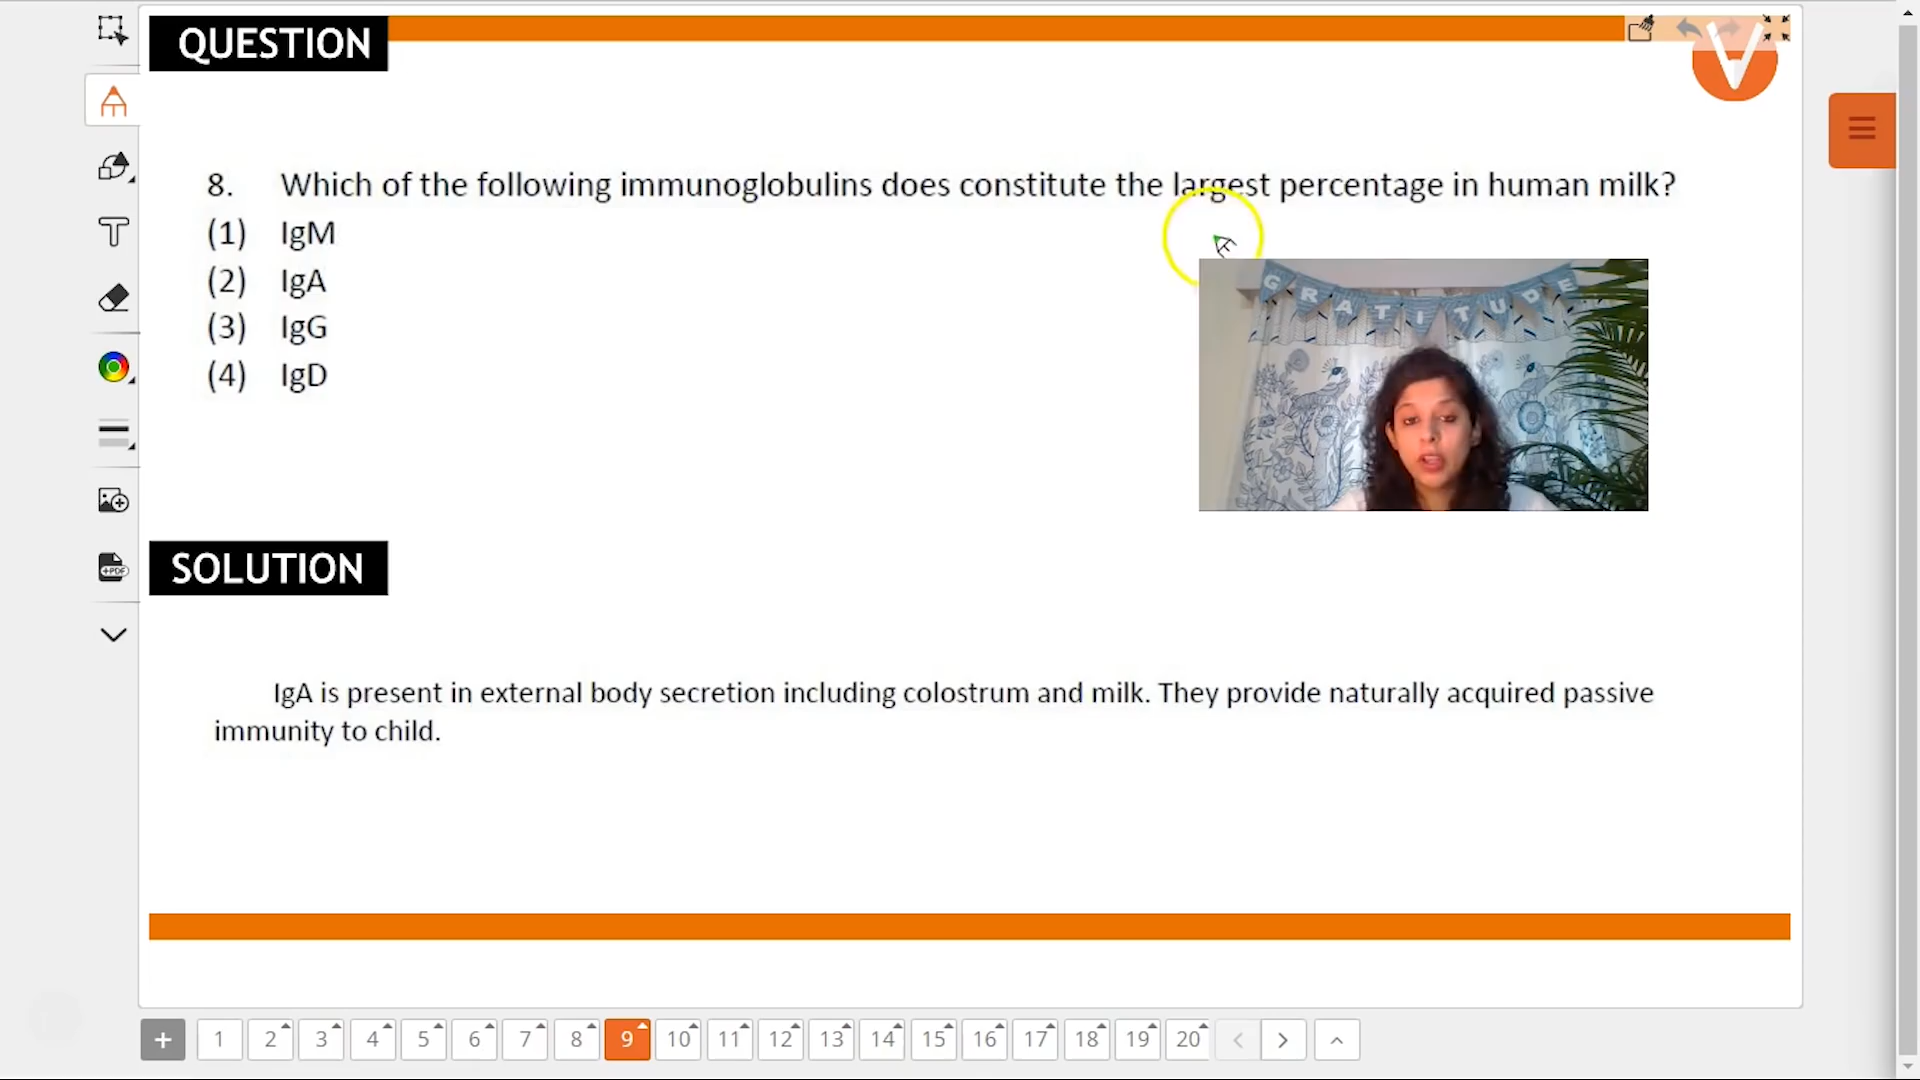 QUESTION
8. Which of the following immunoglobulins does constitute the largest percentage in human milk?
(1) IgM
(2) IgA
(3) IgG
(4) IgD
GRATITUDE
SOLUTION
IgA is present in external body secretion including colostrum and milk. They provide naturally acquired passive
immunity to child.
+PDF
+ 1 2 3 4 5 6 7 8 9 10 11 12 13 14 15 16 17 18 19 20